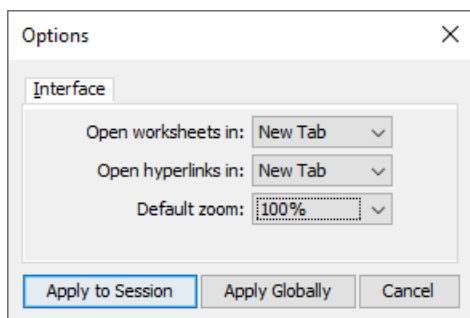 Options
Interface
Open worksheets in: New Tab
Open hyperlinks in: New Tab
Default zoom: 100%
Apply to Session Apply Globally Cancel